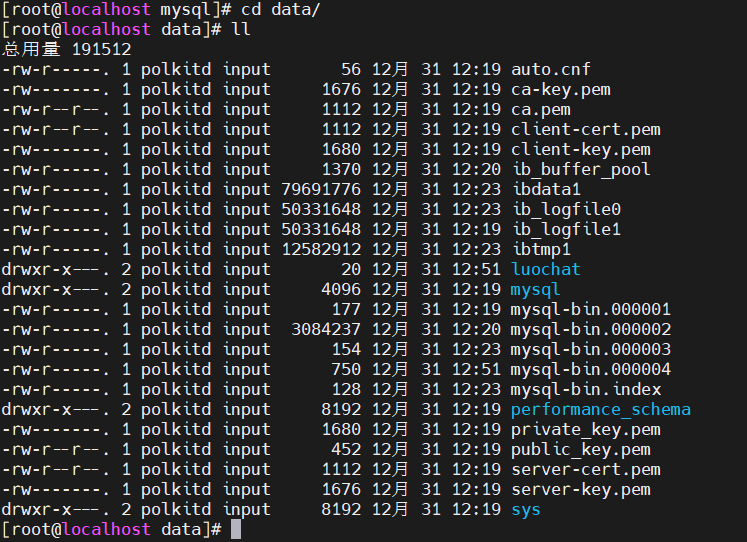 [root@localhost mysql]# cd data/
[root@localhost data]# ll
总用量 191512
-rw-r-----. 1 polkitd input       56 12月 31 12:19 auto.cnf
-rw-------. 1 polkitd input     1676 12月 31 12:19 ca-key.pem
-rw-r--r--. 1 polkitd input     1112 12月 31 12:19 ca.pem
-rw-r--r--. 1 polkitd input     1112 12月 31 12:19 client-cert.pem
-rw-------. 1 polkitd input     1680 12月 31 12:19 client-key.pem
-rw-r-----. 1 polkitd input     1370 12月 31 12:20 ib_buffer_pool
-rw-r-----. 1 polkitd input 79691776 12月 31 12:23 ibdata1
-rw-r-----. 1 polkitd input 50331648 12月 31 12:23 ib_logfile0
-rw-r-----. 1 polkitd input 50331648 12月 31 12:19 ib_logfile1
-rw-r-----. 1 polkitd input 12582912 12月 31 12:23 ibtmp1
drwxr-x---. 2 polkitd input       20 12月 31 12:51 luochat
drwxr-x---. 2 polkitd input     4096 12月 31 12:19 mysql
-rw-r-----. 1 polkitd input      177 12月 31 12:19 mysql-bin.000001
-rw-r-----. 1 polkitd input  3084237 12月 31 12:20 mysql-bin.000002
-rw-r-----. 1 polkitd input      154 12月 31 12:23 mysql-bin.000003
-rw-r-----. 1 polkitd input      750 12月 31 12:51 mysql-bin.000004
-rw-r-----. 1 polkitd input      128 12月 31 12:23 mysql-bin.index
drwxr-x---. 2 polkitd input     8192 12月 31 12:19 performance_schema
-rw-------. 1 polkitd input     1680 12月 31 12:19 private_key.pem
-rw-r--r--. 1 polkitd input      452 12月 31 12:19 public_key.pem
-rw-r--r--. 1 polkitd input     1112 12月 31 12:19 server-cert.pem
-rw-------. 1 polkitd input     1676 12月 31 12:19 server-key.pem
drwxr-x---. 2 polkitd input     8192 12月 31 12:19 sys
[root@localhost data]#